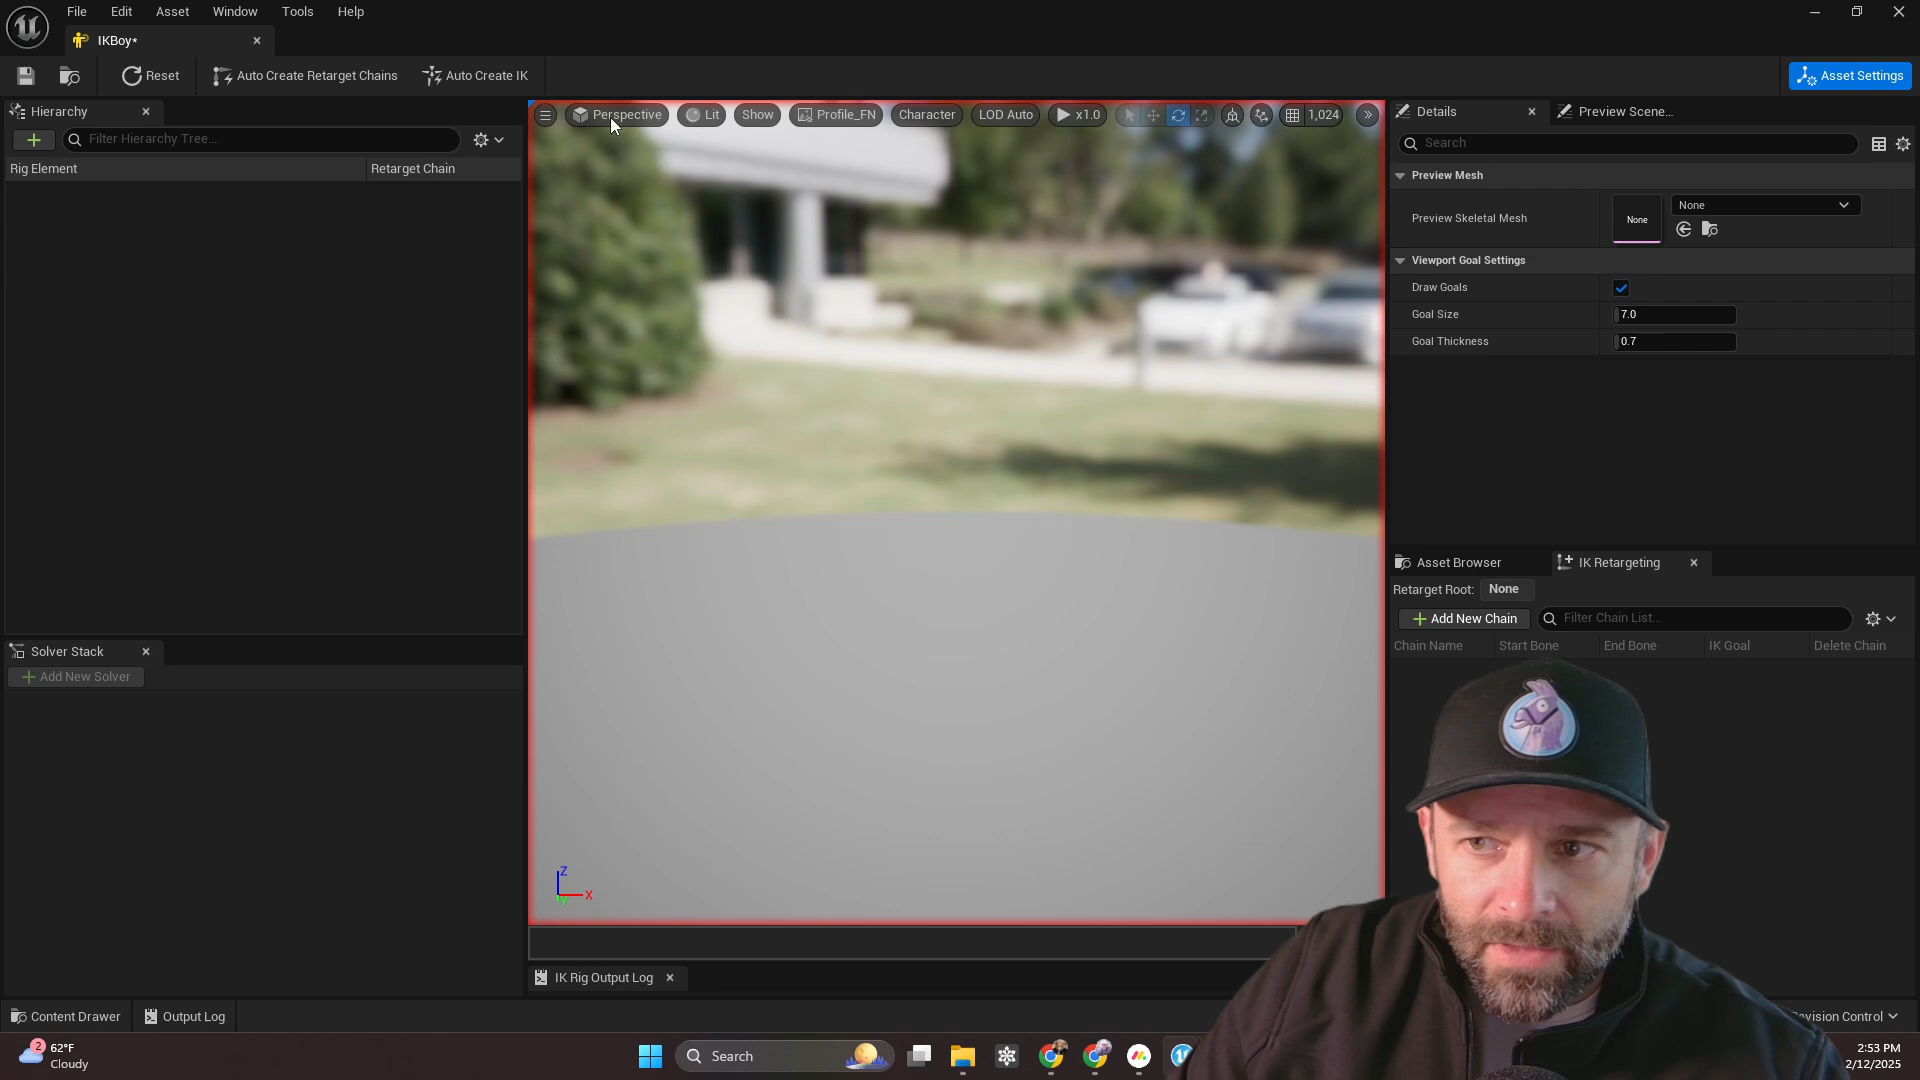 File Edit Asset Window Tools Help
IKBoy*
Reset Auto Create Retarget Chains Auto Create IK Asset Settings
Hierarchy
Filter Hierarchy Tree...
Rig Element Retarget Chain
Solver Stack
Add New Solver
Perspective Lit Show Profile_FN Character LOD Auto x1.0 1,024
Z
X
Y
IK Rig Output Log
Details Preview Scene...
Search
Preview Mesh
Preview Skeletal Mesh None None
Viewport Goal Settings
Draw Goals
Goal Size 7.0
Goal Thickness 0.7
Asset Browser IK Retargeting
Retarget Root: None
Add New Chain Filter Chain List...
Chain Name Start Bone End Bone IK Goal Delete Chain
Content Drawer Output Log Control
2 62°F
Cloudy
Search
2:53 PM
2/12/2025